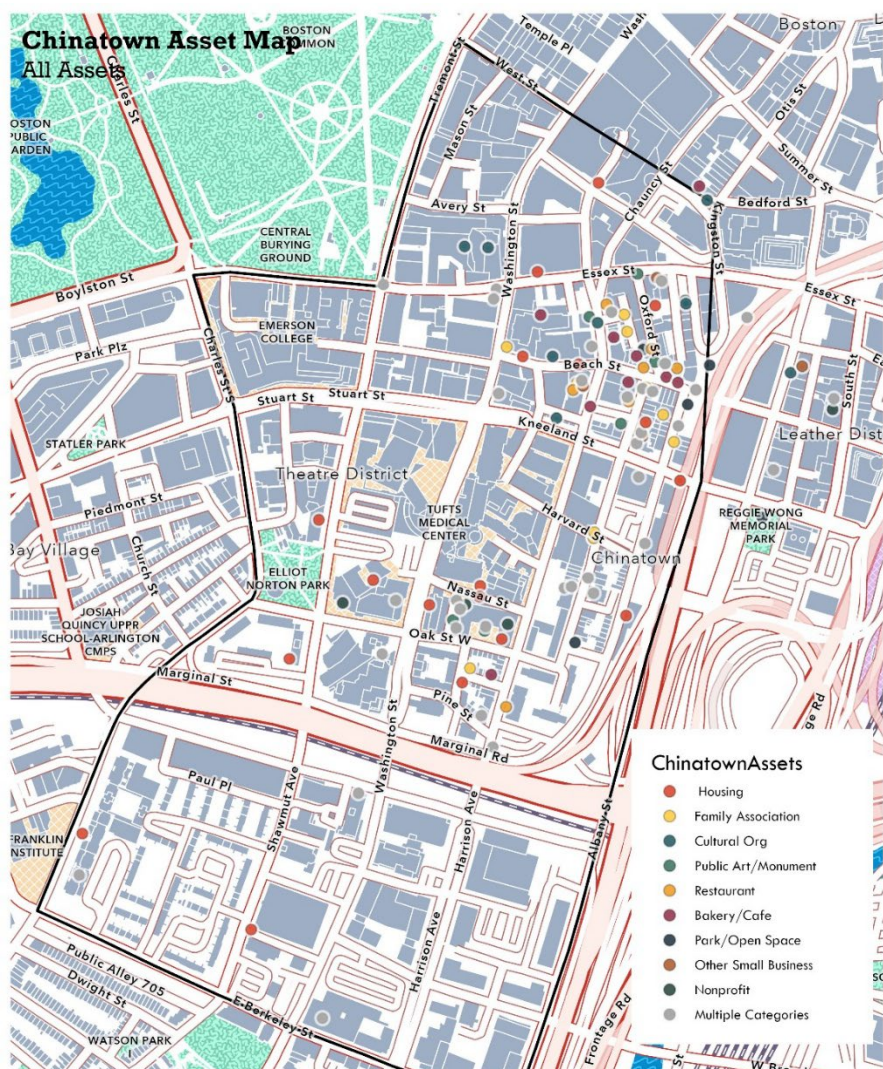 Chinatown Asset Map
All Assets
BOSTON
COMMON
Charles St
OSTON
PUBLIC
ARDEN
Tremont St
Temple Pl
West St
Boston
Otis St
Mason St
Summer St
Chauncy St
Kingston St
Bedford St
Avery St
Washington St
CENTRAL
BURYING
GROUND
Boylston St
Essex St
Essex St
Oxford St
EMERSON
COLLEGE
Park Plz
Charles St S
Beach St
South St
Stuart St
Stuart St
Kneeland St
STATLER PARK
Leather Dist
Theatre District
Piedmont St
TUFTS
MEDICAL
CENTER
Harvard St
REGGIE WONG
MEMORIAL
PARK
Bay Village
Church St
Chinatown
ELLIOT
NORTON PARK
Nassau St
JOSIAH
QUINCY UPPR
SCHOOL-ARLINGTON
CMPS
Oak St W
Marginal St
Pine St
Washington St
Marginal Rd
Paul Pl
Shawmut Ave
Harrison Ave
Albany St
FRANKLIN
NSTITUTE
Harrison Ave
Public Alley 705
Dwight St
E Berkeley St
WATSON PARK
I
Frontage Rd
ChinatownAssets
Housing
Family Association
Cultural Org
Public Art/Monument
Restaurant
Bakery/Cafe
Park/Open Space
Other Small Business
Nonprofit
Multiple Categories